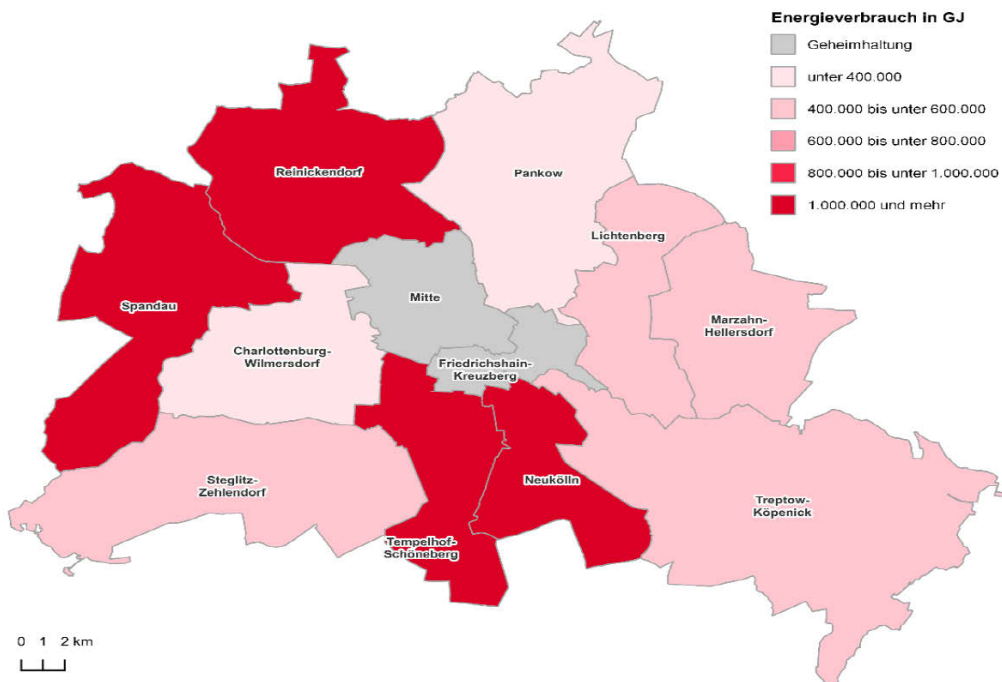 Energieverbrauch in GJ
Geheimhaltung
unter 400.000
400.000 bis unter 600.000
600.000 bis unter 800.000
800.000 bis unter 1.000.000
1.000.000 und mehr
Reinickendorf
Pankow
Lichtenberg
Mitte
Spandau
Marzahn-
Hellersdorf
Charlottenburg-
Wilmersdorf
Friedrichshain-
Kreuzberg
Steglitz-
Zehlendorf
Neukölln
Treptow-
Köpenick
Tempelhof-
Schöneberg
0 1 2 km